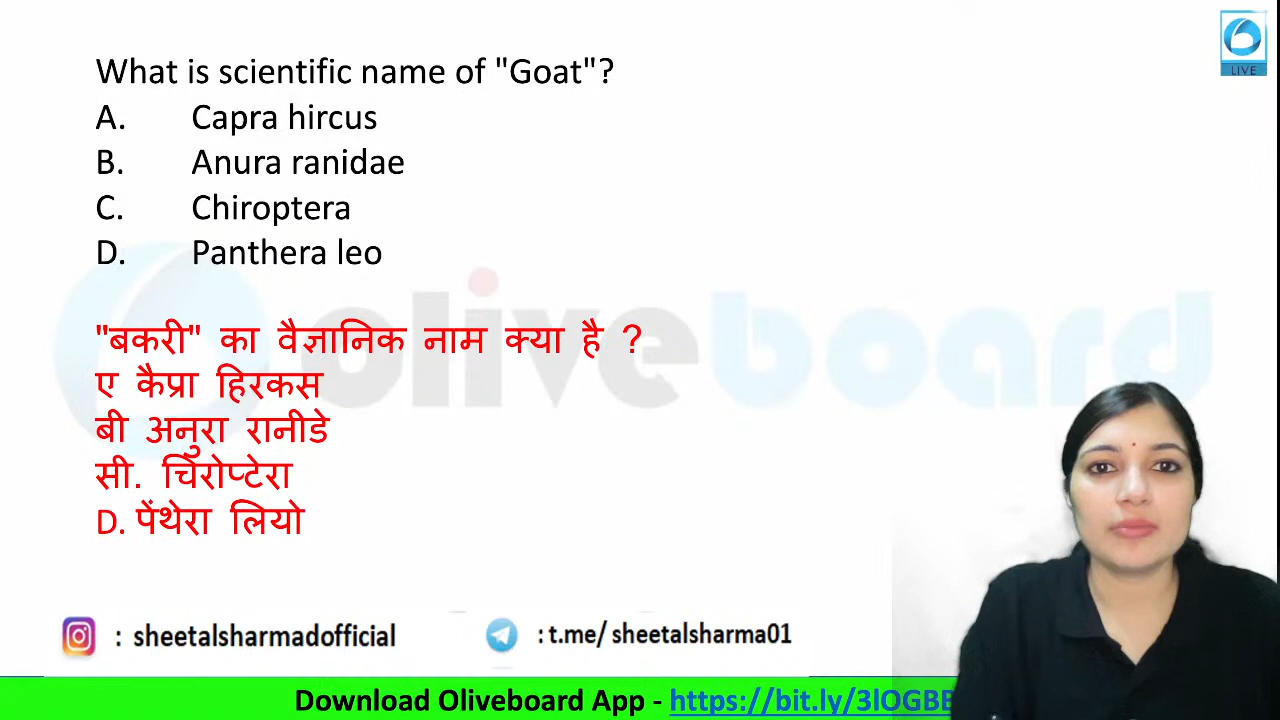 LIVE
What is scientific name of "Goat"?
A. Capra hircus
B. Anura ranidae
C. Chiroptera
D. Panthera leo
oliveboard
"बकरी" का वैज्ञानिक नाम क्या है ?
ए कैप्रा हिरकस
बी अनुरा रानीडे
सी. चिरोप्टेरा
D. पेंथेरा लियो
: sheetalsharmadofficial : t.me/ sheetalsharma01
Download Oliveboard App - https://bit.ly/3lOGBB